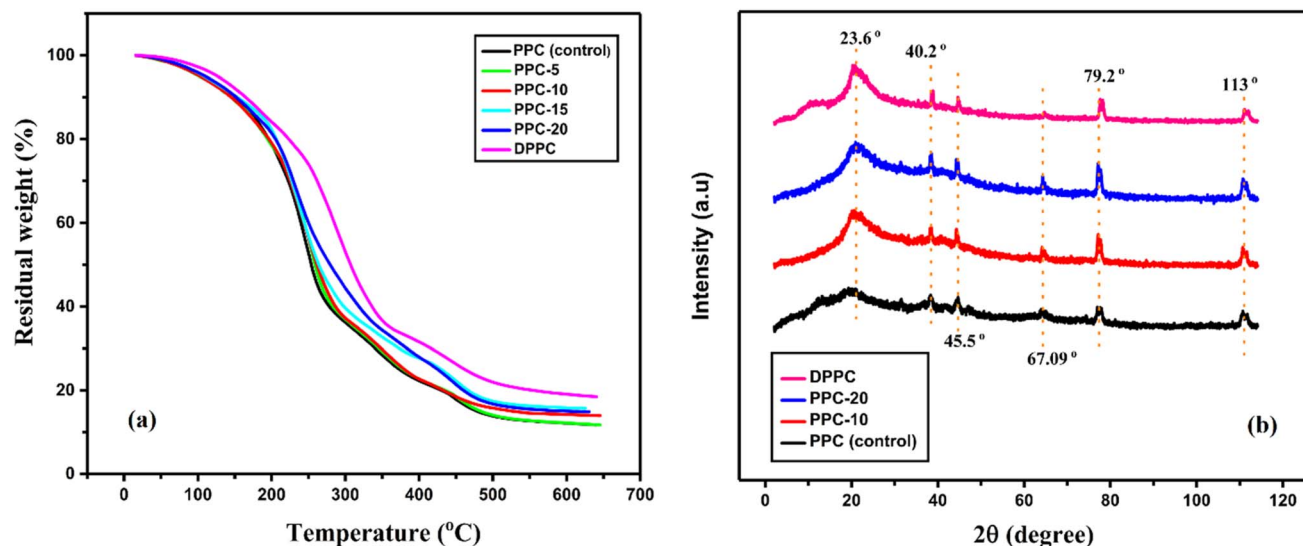 100
80
60
40
20
0
0
100
200
300
400
500
600
700
Residual weight (%)
Temperature (°C)
PPC (control)
PPC-5
PPC-10
PPC-15
PPC-20
DPPC
(a)
23.6 °
40.2 °
79.2 °
113 °
45.5 °
67.09 °
DPPC
PPC-20
PPC-10
PPC (control)
(b)
Intensity (a.u)
0
20
40
60
80
100
120
2θ (degree)